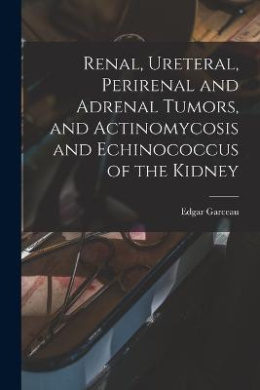 Renal, Ureteral,
Perirenal and
Adrenal Tumors,
and Actinomycosis
and Echinococcus
of the Kidney
Edgar Garceau